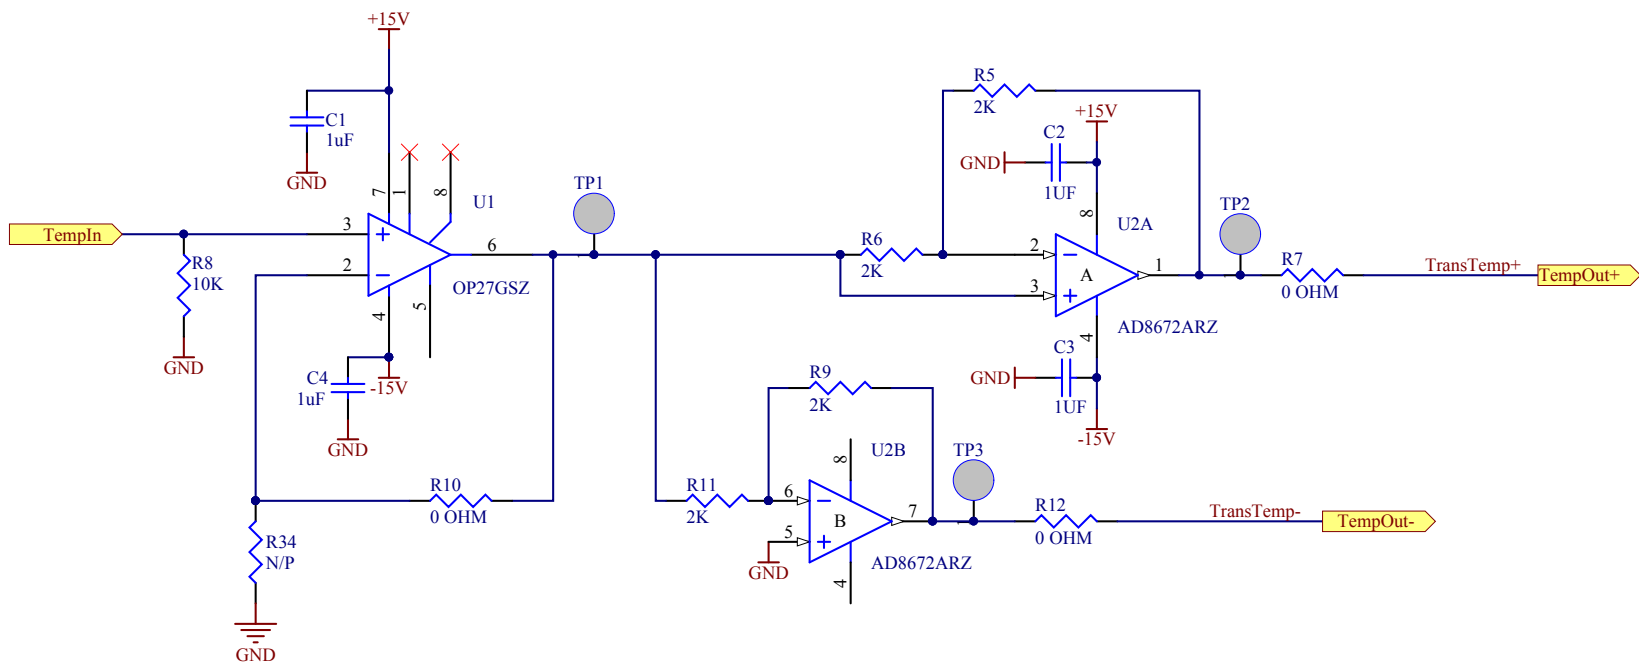 +15V
C1
1uF
GND
7
1
8
U1
TempIn
3
2
6
R8
10K
GND
OP27GSZ
4
5
C4
1uF
-15V
GND
R10
0 OHM
R34
N/P
GND
TP1
R5
2K
+15V
C2
GND
1UF
8
U2A
R6
2K
2
3
A
1
TP2
R7
0 OHM
TransTemp+
TempOut+
4
AD8672ARZ
C3
GND
1UF
-15V
R9
2K
8
U2B
TP3
R11
2K
6
5
B
7
R12
0 OHM
TransTemp-
TempOut-
GND
AD8672ARZ
4